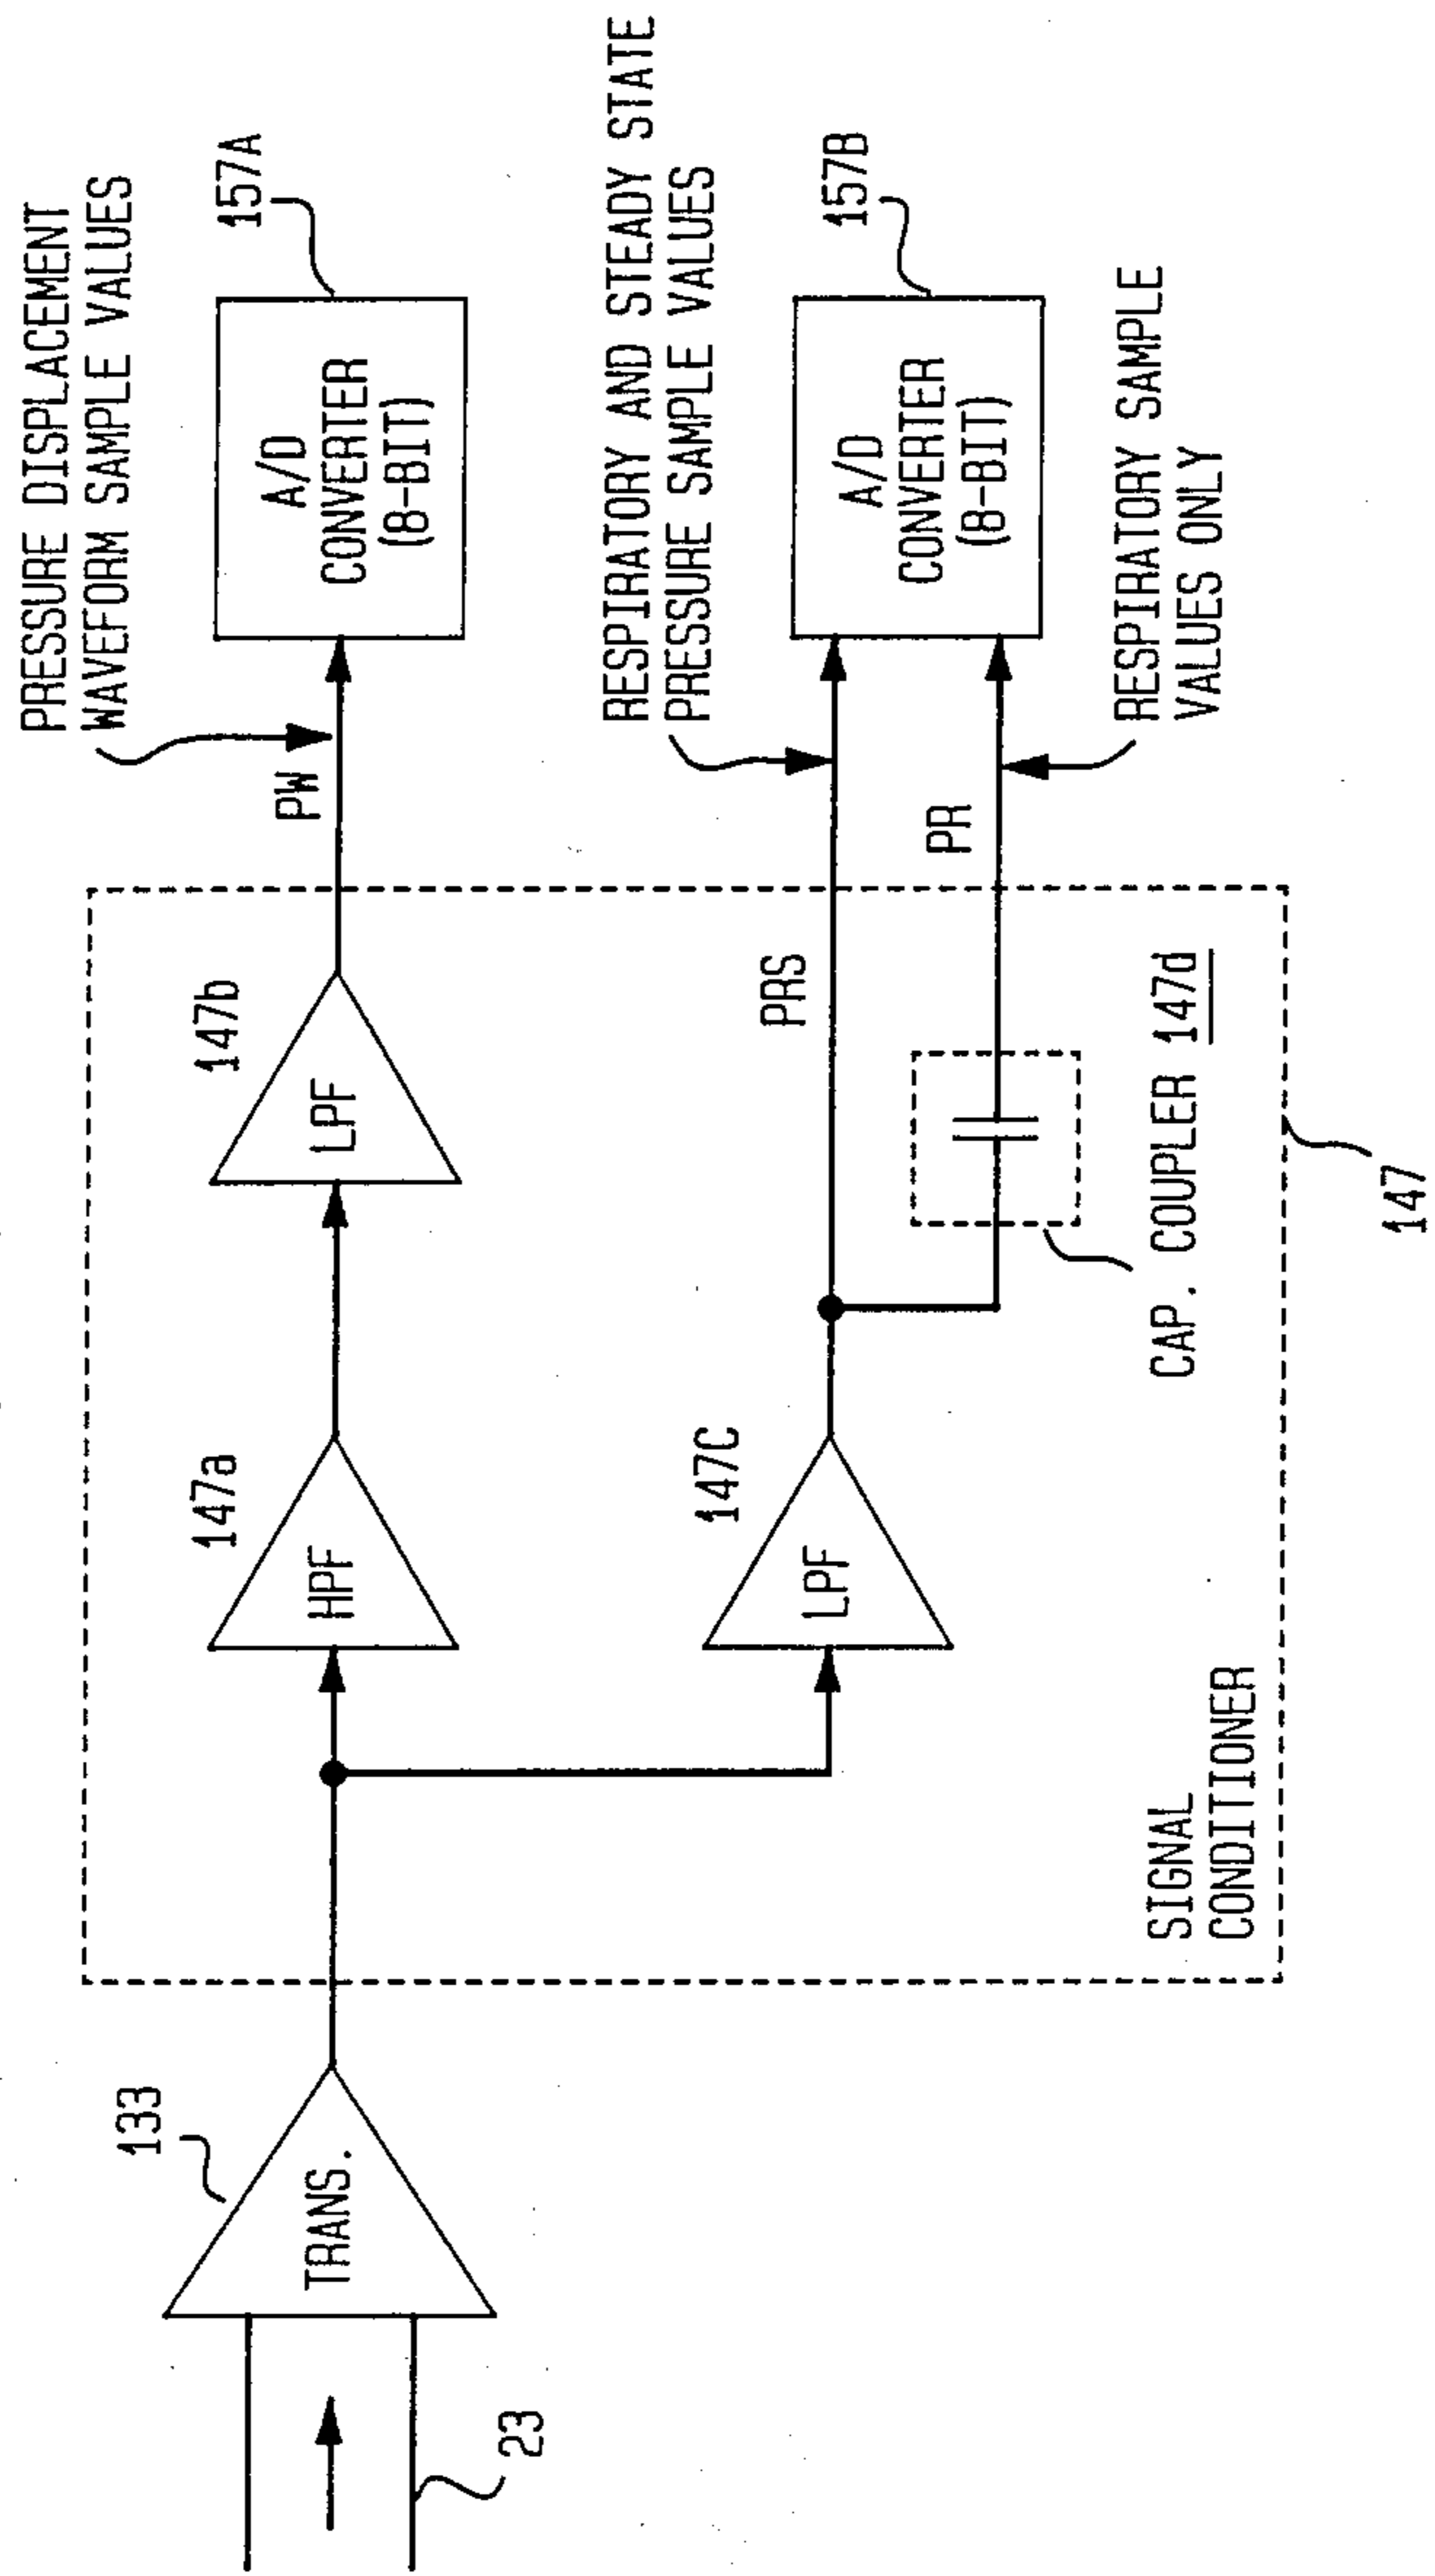 PRESSURE DISPLACEMENT
WAVEFORM SAMPLE VALUES
133
TRANS.
23
147a
HPF
147b
LPF
PW
157A
A/D
CONVERTER
(8-BIT)
RESPIRATORY AND STEADY STATE
PRESSURE SAMPLE VALUES
147C
LPF
PRS
PR
157B
A/D
CONVERTER
(8-BIT)
RESPIRATORY SAMPLE
VALUES ONLY
SIGNAL
CONDITIONER
CAP. COUPLER 147d
147